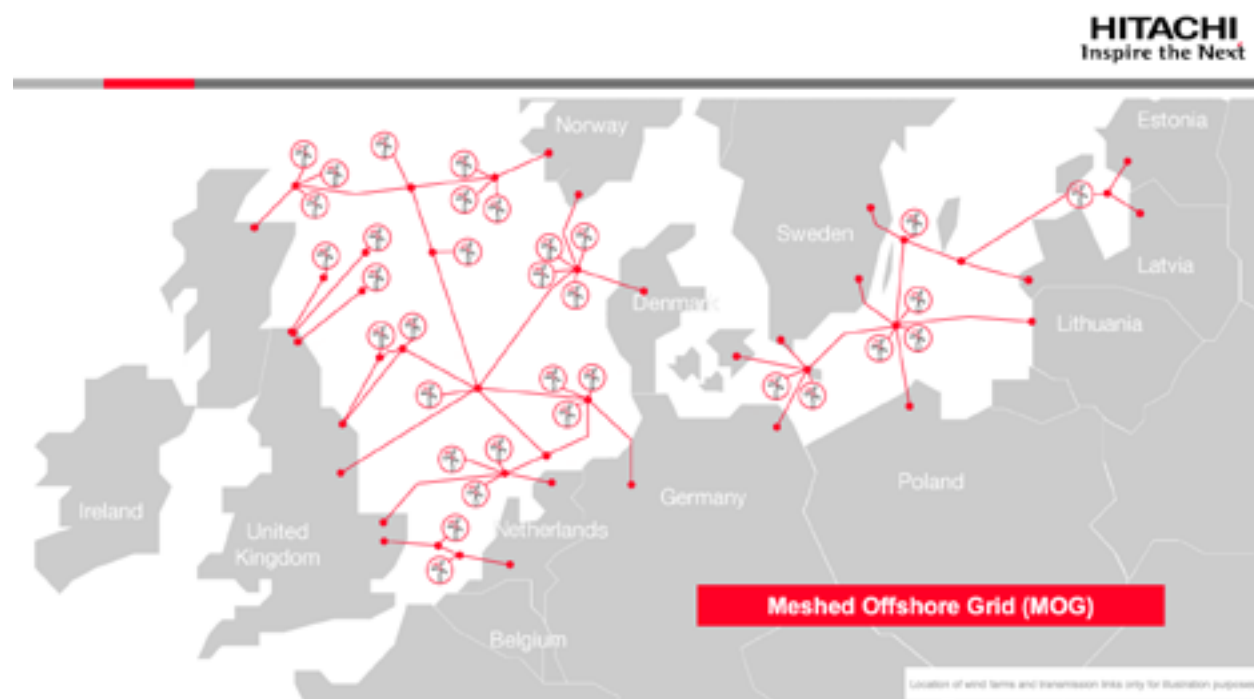 HITACHI
Inspire the Next
Norway
Estonia
Sweden
Latvia
Denmark
Lithuania
Poland
Germany
Ireland
United
Kingdom
Netherlands
Meshed Offshore Grid (MOG)
Belgium
Location of wind farms and transmission links only for illustration purposes